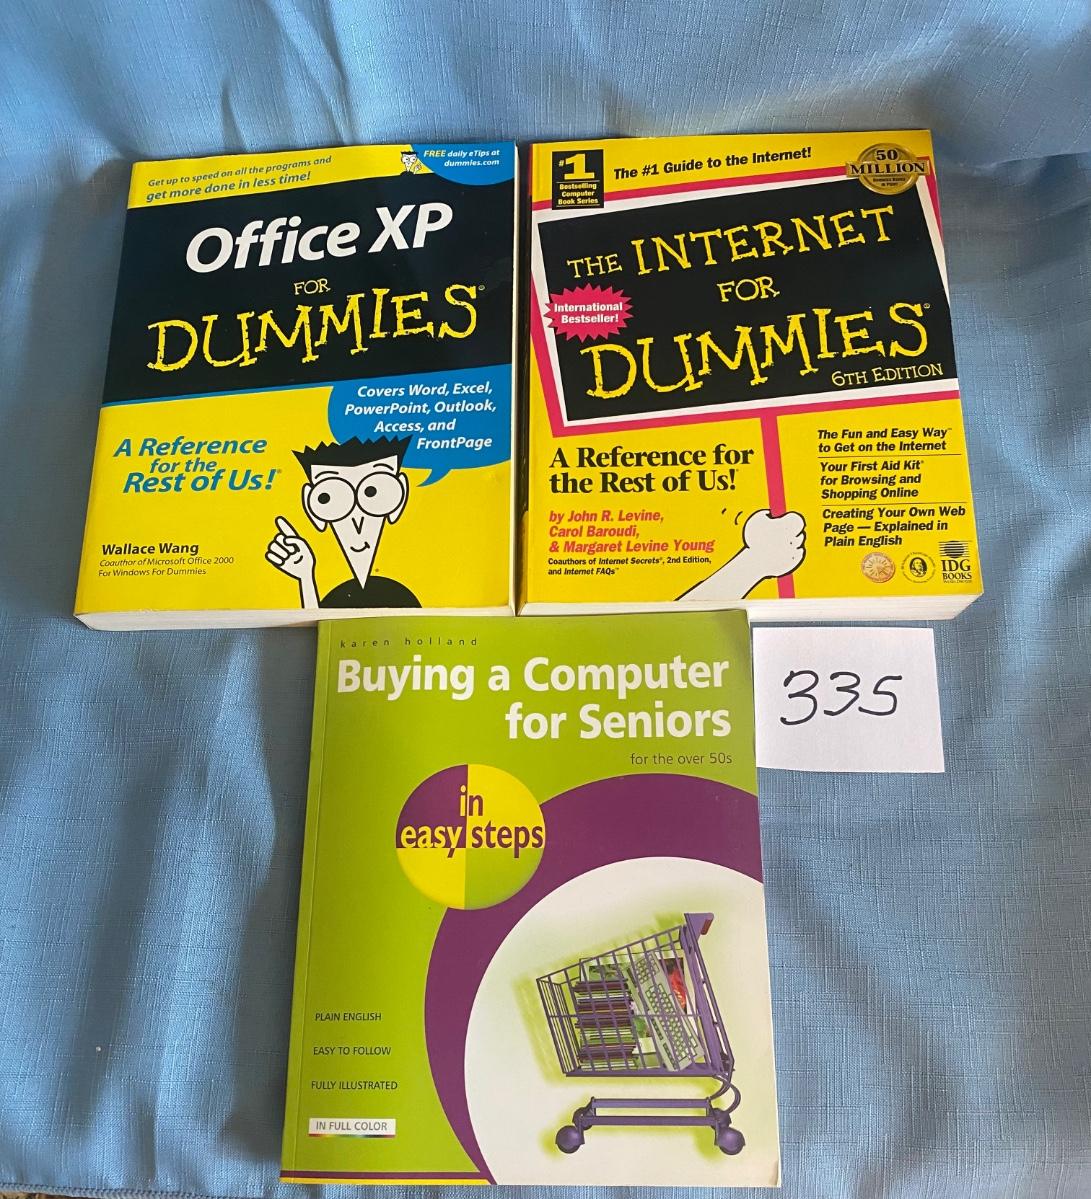 Get up to speed on all the programs and
get more done in less time!
FREE daily eTips at
dummies.com
Office XP
FOR
DUMMIES®
Covers Word, Excel,
PowerPoint, Outlook,
Access, and
FrontPage
A Reference
for the
Rest of Us!®
Wallace Wang
Coauthor of Microsoft Office 2000
For Windows For Dummies
#1
Bestselling
Computer
Book Series
The #1 Guide to the Internet!
50
MILLION
THE INTERNET
FOR
DUMMIES®
6TH EDITION
International
Bestseller!
A Reference for
the Rest of Us!®
by John R. Levine,
Carol Baroudi,
& Margaret Levine Young
Coauthors of Internet Secrets®, 2nd Edition,
and Internet FAQs™
The Fun and Easy Way™
to Get on the Internet
Your First Aid Kit®
for Browsing and
Shopping Online
Creating Your Own Web
Page — Explained in
Plain English
IDG
BOOKS
WORLDWIDE
karen holland
Buying a Computer
for Seniors
for the over 50s
in
easy steps
PLAIN ENGLISH
EASY TO FOLLOW
FULLY ILLUSTRATED
IN FULL COLOR
335